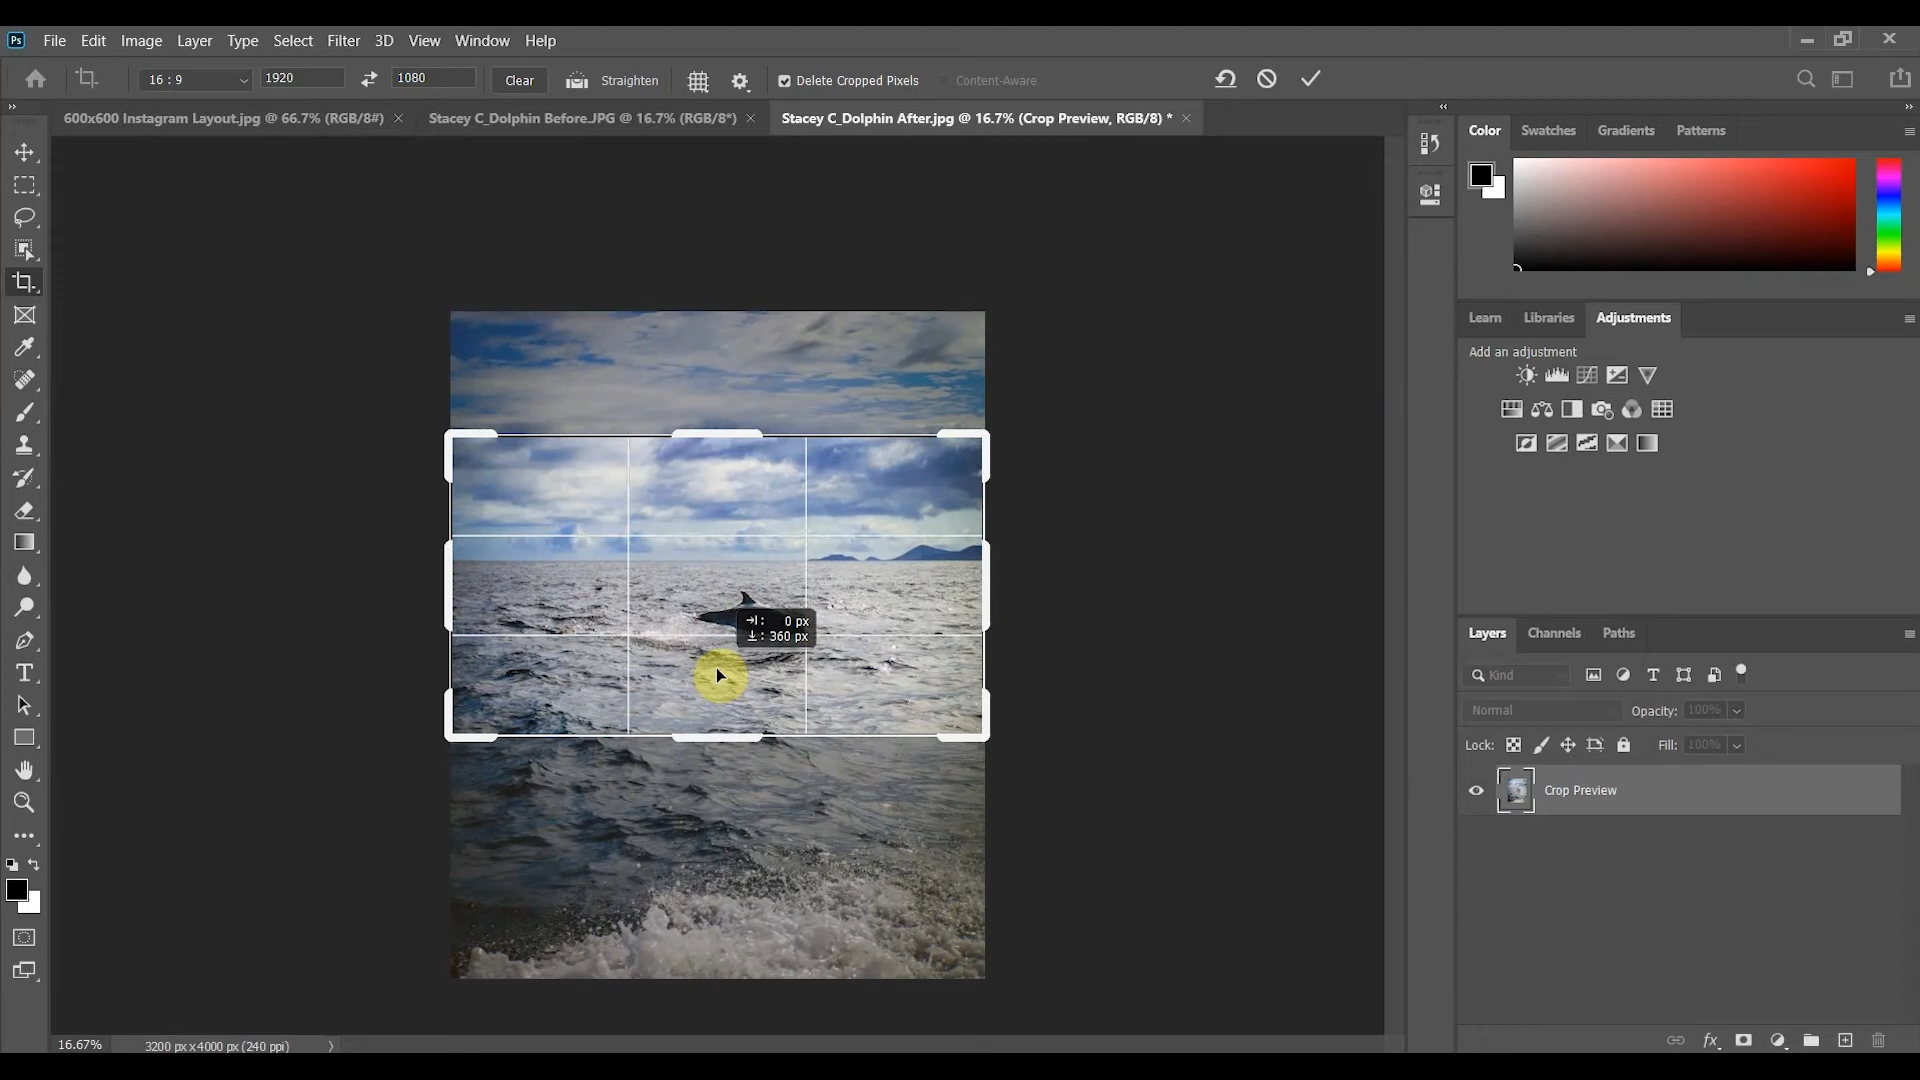 Ps File Edit Image Layer Type Select Filter 3D View Window Help
16 : 9 1920 1080 Clear Straighten Delete Cropped Pixels Content-Aware
600x600 Instagram Layout.jpg @ 66.7% (RGB/8#) Stacey C_Dolphin Before.JPG @ 16.7% (RGB/8*) Stacey C_Dolphin After.jpg @ 16.7% (Crop Preview, RGB/8) *
Color Swatches Gradients Patterns
Learn Libraries Adjustments
Add an adjustment
0 px
360 px
Layers Channels Paths
Kind
Normal Opacity: 100%
Lock: Fill: 100%
Crop Preview
16.67% 3200 px x 4000 px (240 ppi)
fx